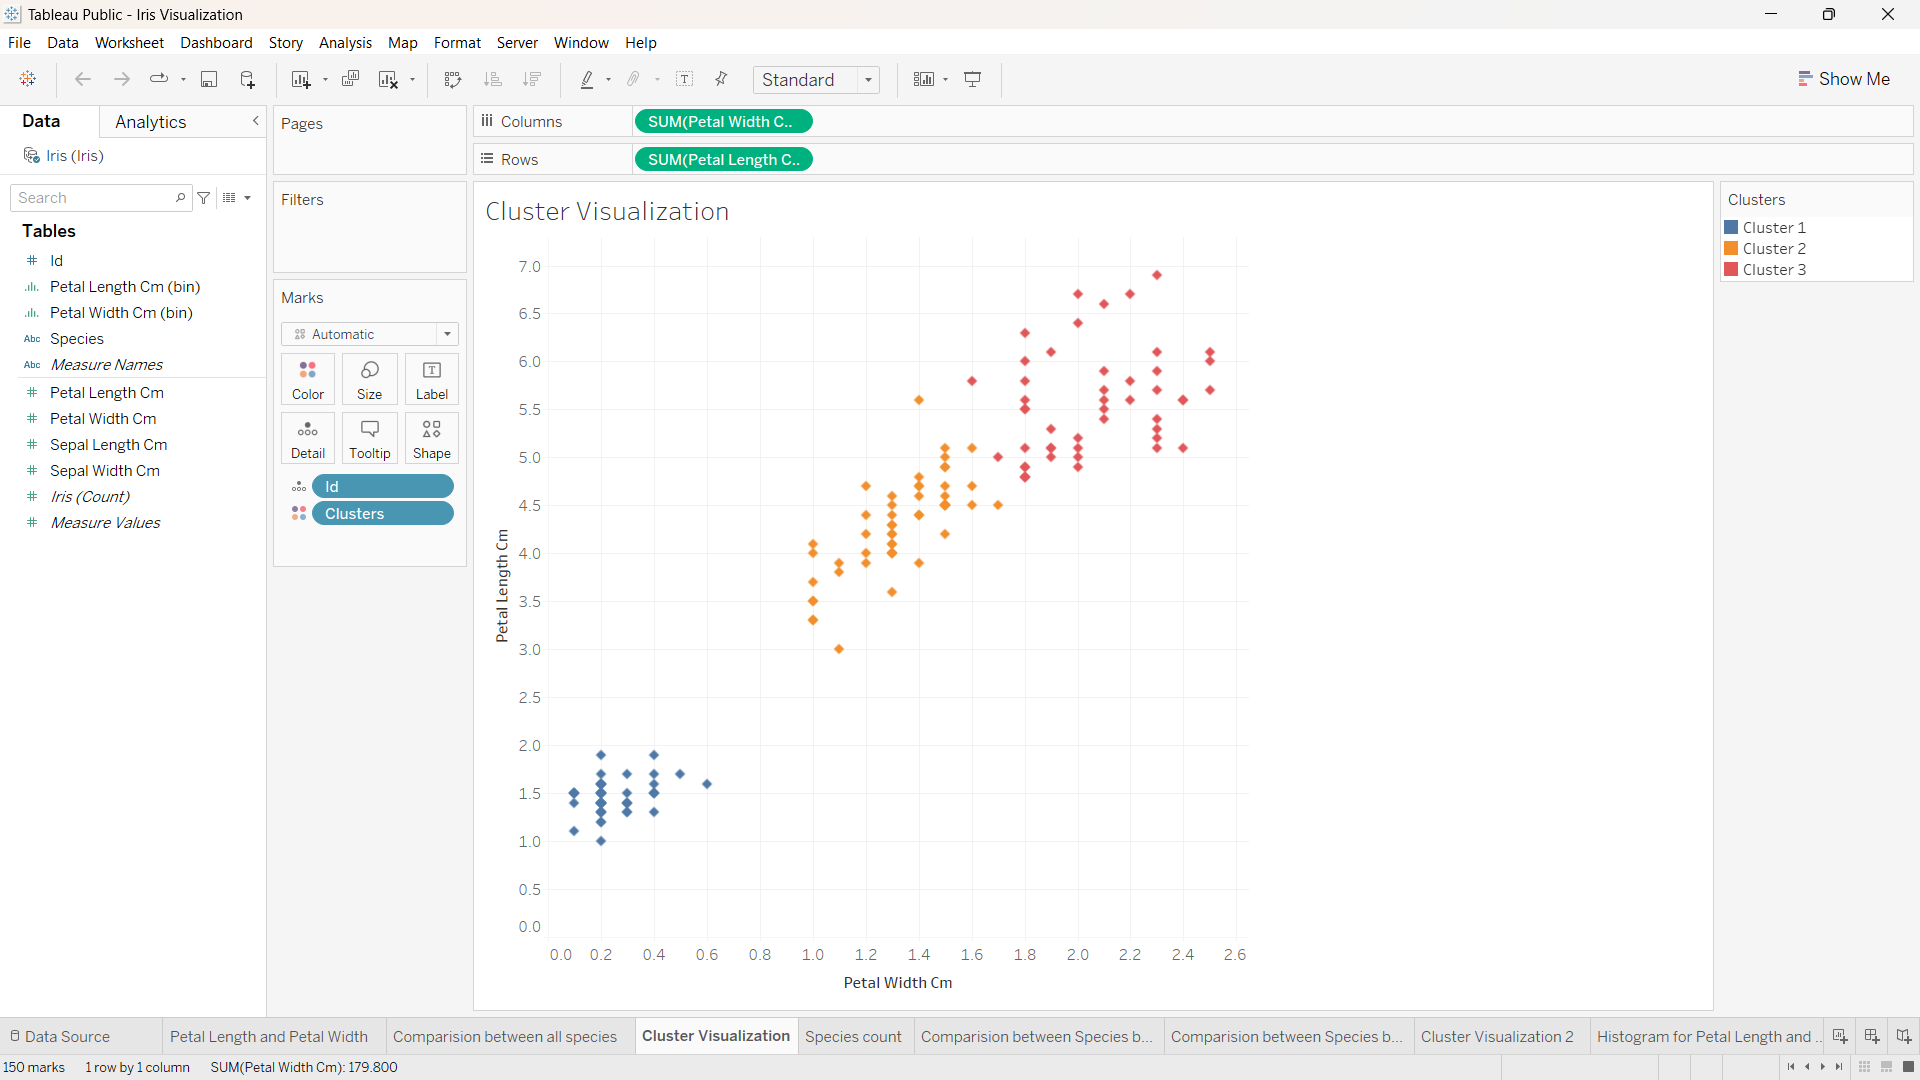 Tableau Public - Iris Visualization
File Data Worksheet Dashboard Story Analysis Map Format Server Window Help
Standard
Show Me
Data Analytics
Iris (Iris)
Search
Tables
Id
Petal Length Cm (bin)
Petal Width Cm (bin)
Abc Species
Abc Measure Names
Petal Length Cm
Petal Width Cm
Sepal Length Cm
Sepal Width Cm
Iris (Count)
Measure Values
Pages
Filters
Marks
Automatic
Color Size Label
Detail Tooltip Shape
Id
Clusters
Columns SUM(Petal Width C..
Rows SUM(Petal Length C..
Cluster Visualization
7.0
6.5
6.0
5.5
5.0
4.5
4.0
3.5
3.0
2.5
2.0
1.5
1.0
0.5
0.0
Petal Length Cm
0.0 0.2 0.4 0.6 0.8 1.0 1.2 1.4 1.6 1.8 2.0 2.2 2.4 2.6
Petal Width Cm
Clusters
Cluster 1
Cluster 2
Cluster 3
Data Source Petal Length and Petal Width Comparision between all species Cluster Visualization Species count Comparision between Species b... Comparision between Species b... Cluster Visualization 2 Histogram for Petal Length and ..
150 marks 1 row by 1 column SUM(Petal Width Cm): 179.800